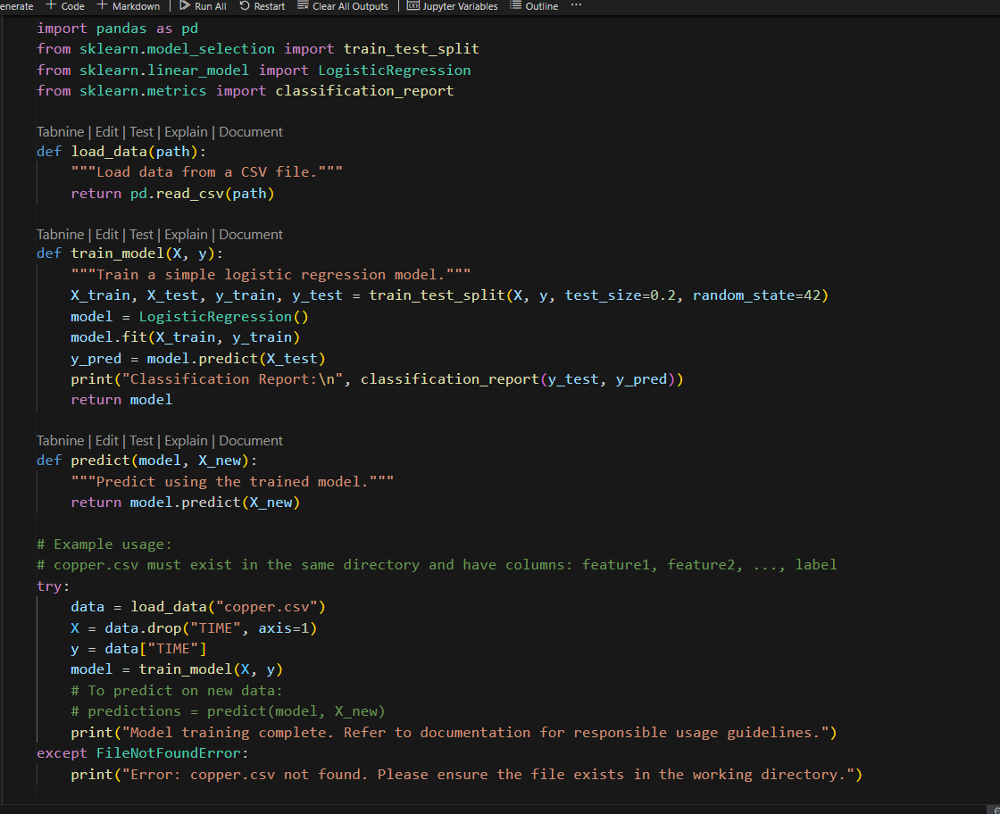 enerate + Code + Markdown | Run All Restart Clear All Outputs | Jupyter Variables Outline ...
import pandas as pd
from sklearn.model_selection import train_test_split
from sklearn.linear_model import LogisticRegression
from sklearn.metrics import classification_report
Tabnine | Edit | Test | Explain | Document
def load_data(path):
    """Load data from a CSV file."""
    return pd.read_csv(path)
Tabnine | Edit | Test | Explain | Document
def train_model(X, y):
    """Train a simple logistic regression model."""
    X_train, X_test, y_train, y_test = train_test_split(X, y, test_size=0.2, random_state=42)
    model = LogisticRegression()
    model.fit(X_train, y_train)
    y_pred = model.predict(X_test)
    print("Classification Report:\n", classification_report(y_test, y_pred))
    return model
Tabnine | Edit | Test | Explain | Document
def predict(model, X_new):
    """Predict using the trained model."""
    return model.predict(X_new)
# Example usage:
# copper.csv must exist in the same directory and have columns: feature1, feature2, ..., label
try:
    data = load_data("copper.csv")
    X = data.drop("TIME", axis=1)
    y = data["TIME"]
    model = train_model(X, y)
    # To predict on new data:
    # predictions = predict(model, X_new)
    print("Model training complete. Refer to documentation for responsible usage guidelines.")
except FileNotFoundError:
    print("Error: copper.csv not found. Please ensure the file exists in the working directory.")